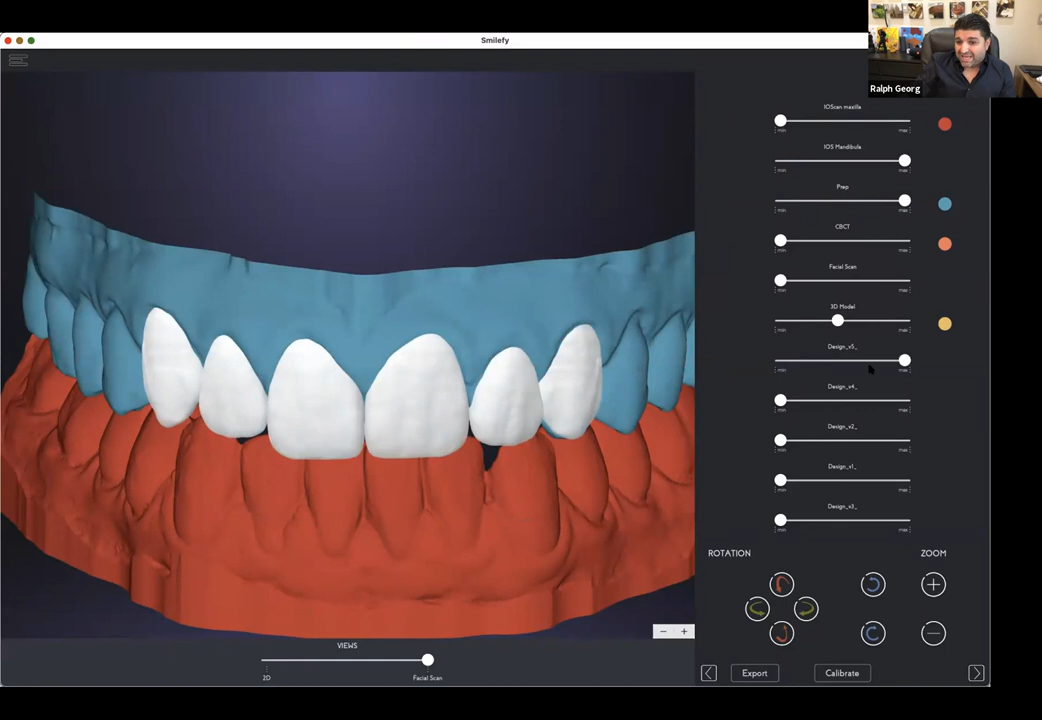 Smilefy
Ralph Georg
IOScan maxilla
min max
IOS Mandibula
min max
Prep
min max
CBCT
min max
Facial Scan
min max
3D Model
min max
Design_v5_
min max
Design_v4_
min max
Design_v2_
min max
Design_v1_
min max
Design_v3_
min max
ROTATION ZOOM
VIEWS
2D Facial Scan
Export Calibrate